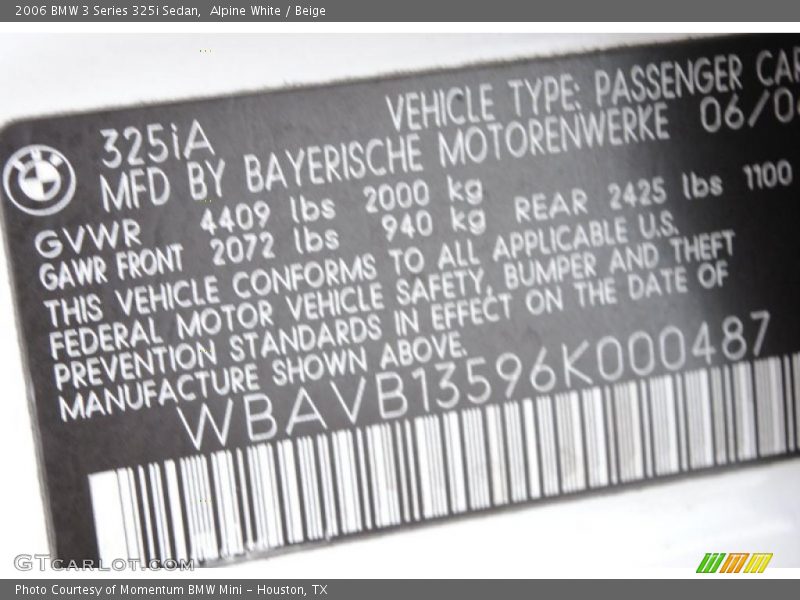 2006 BMW 3 Series 325i Sedan,  Alpine White / Beige
325iA VEHICLE TYPE: PASSENGER CAR
MFD BY BAYERISCHE MOTORENWERKE 06/06
GVWR 4409 lbs 2000 kg
GAWR FRONT 2072 lbs 940 kg REAR 2425 lbs 1100
THIS VEHICLE CONFORMS TO ALL APPLICABLE U.S.
FEDERAL MOTOR VEHICLE SAFETY, BUMPER AND THEFT
PREVENTION STANDARDS IN EFFECT ON THE DATE OF
MANUFACTURE SHOWN ABOVE.
WBAVB13596K000487
GTCARLOT.COM
Photo Courtesy of Momentum BMW Mini - Houston, TX